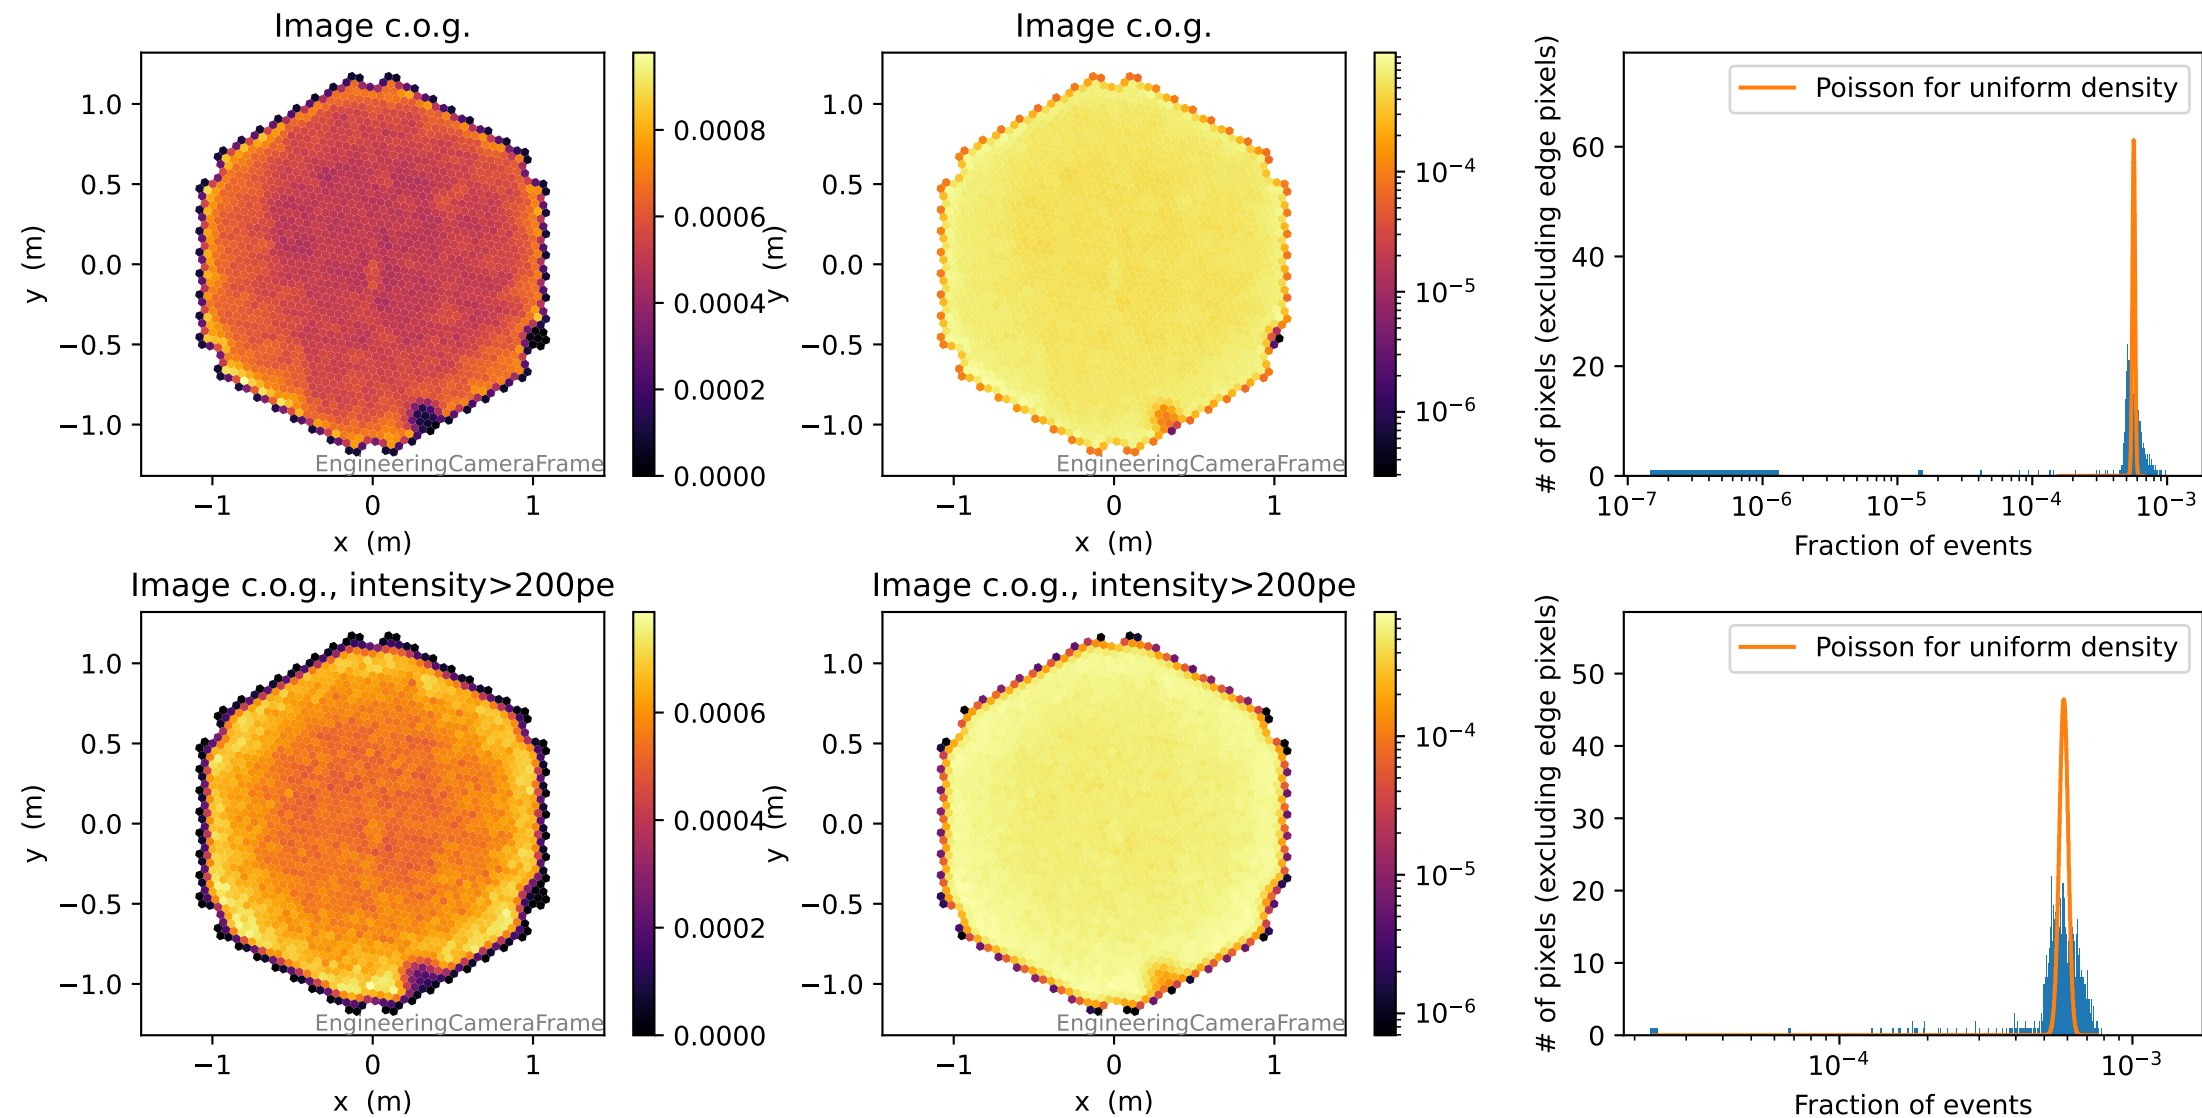 Image c.o.g.
1.0
0.5
0.0
−0.5
−1.0
y (m)
−1
0
1
x (m)
EngineeringCameraFrame
0.0008
0.0006
0.0004
0.0002
0.0000
Image c.o.g.
1.0
0.5
0.0
−0.5
−1.0
y (m)
−1
0
1
x (m)
EngineeringCameraFrame
10⁻⁴
10⁻⁵
10⁻⁶
Poisson for uniform density
# of pixels (excluding edge pixels)
60
40
20
0
10⁻⁷
10⁻⁶
10⁻⁵
10⁻⁴
10⁻³
Fraction of events
Image c.o.g., intensity>200pe
1.0
0.5
0.0
−0.5
−1.0
y (m)
−1
0
1
x (m)
EngineeringCameraFrame
0.0006
0.0004
0.0002
0.0000
Image c.o.g., intensity>200pe
1.0
0.5
0.0
−0.5
−1.0
y (m)
−1
0
1
x (m)
EngineeringCameraFrame
10⁻⁴
10⁻⁵
10⁻⁶
Poisson for uniform density
# of pixels (excluding edge pixels)
50
40
30
20
10
0
10⁻⁴
10⁻³
Fraction of events